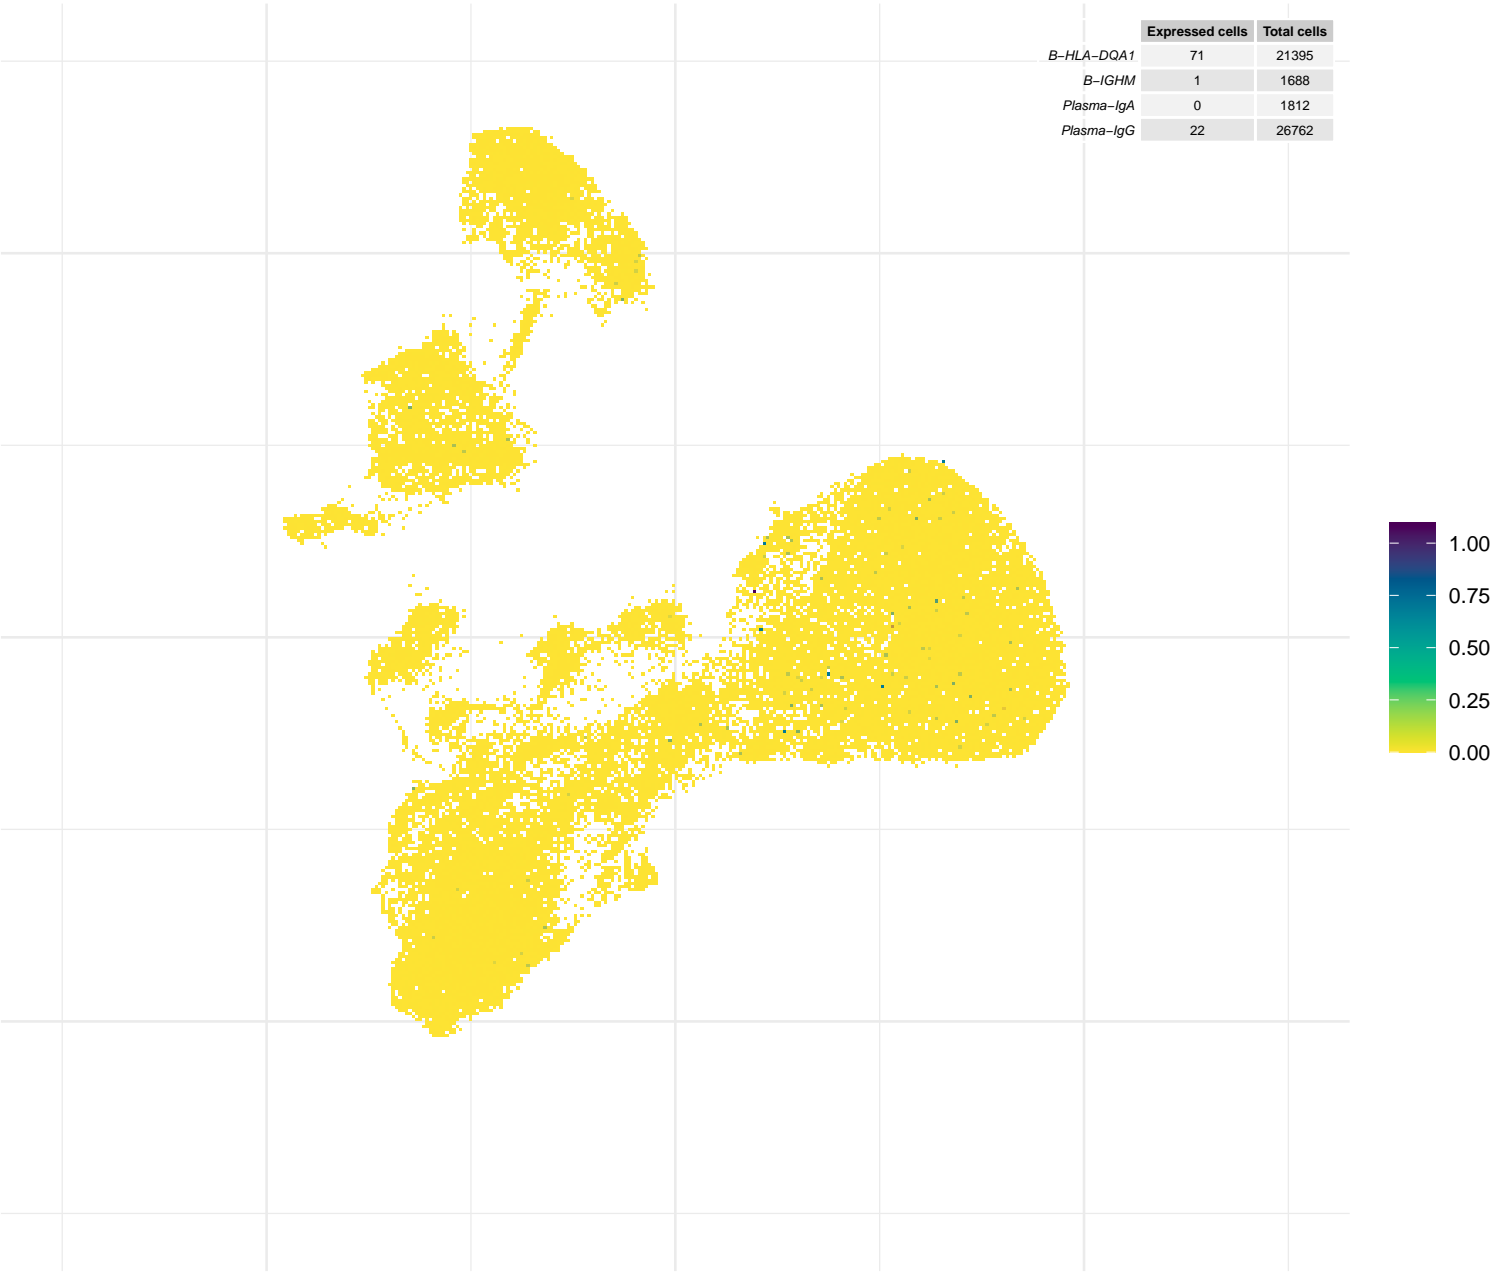 Expressed cells Total cells
B−HLA−DQA1 71 21395
B−IGHM 1 1688
Plasma−IgA 0 1812
Plasma−IgG 22 26762
1.00
0.75
0.50
0.25
0.00